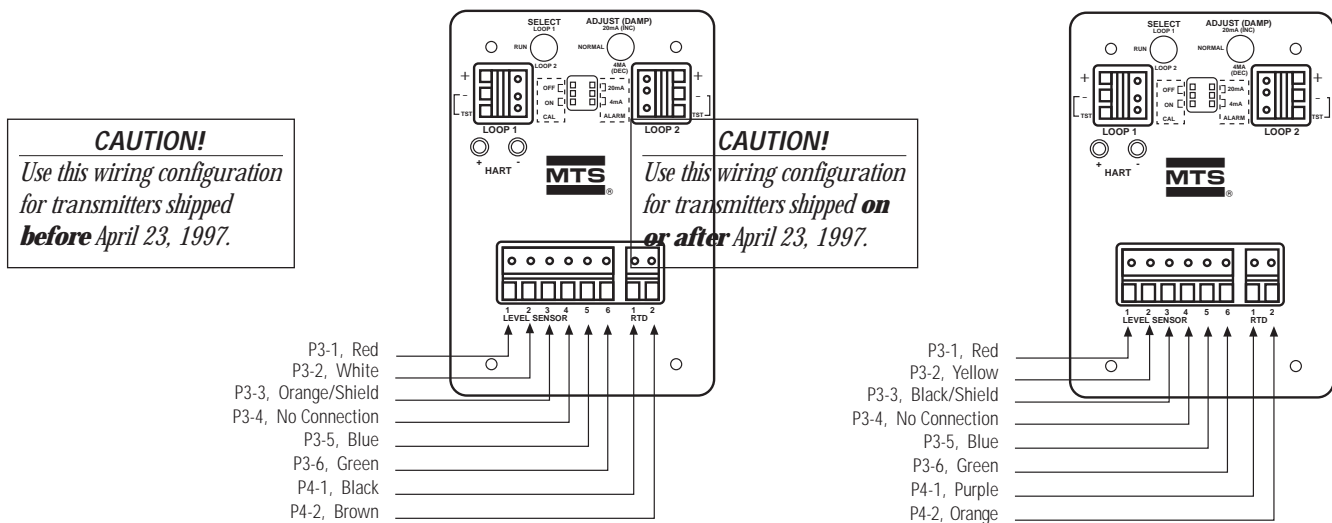 CAUTION!
Use this wiring configuration
for transmitters shipped
before April 23, 1997.
SELECT
LOOP 1
RUN
LOOP 2
ADJUST (DAMP)
20mA (INC)
NORMAL
4MA
(DEC)
+
-
TST
OFF
ON
CAL
20mA
4mA
ALARM
+
-
TST
LOOP 1
LOOP 2
+ -
HART
MTS
®
1 2 3 4 5 6 1 2
LEVEL SENSOR RTD
P3-1, Red
P3-2, White
P3-3, Orange/Shield
P3-4, No Connection
P3-5, Blue
P3-6, Green
P4-1, Black
P4-2, Brown
CAUTION!
Use this wiring configuration
for transmitters shipped on
or after April 23, 1997.
SELECT
LOOP 1
RUN
LOOP 2
ADJUST (DAMP)
20mA (INC)
NORMAL
4MA
(DEC)
+
-
TST
OFF
ON
CAL
20mA
4mA
ALARM
+
-
TST
LOOP 1
LOOP 2
+ -
HART
MTS
®
1 2 3 4 5 6 1 2
LEVEL SENSOR RTD
P3-1, Red
P3-2, Yellow
P3-3, Black/Shield
P3-4, No Connection
P3-5, Blue
P3-6, Green
P4-1, Purple
P4-2, Orange